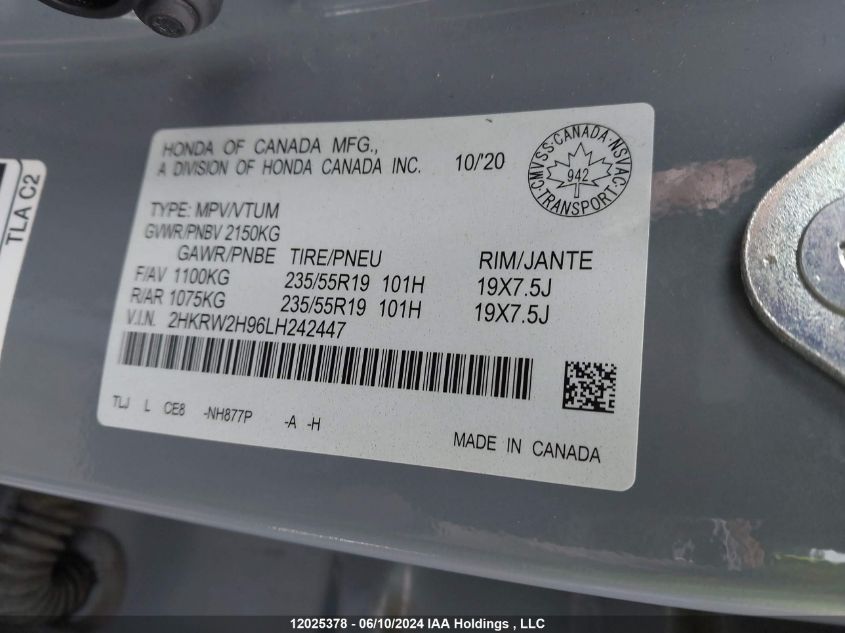 TLA C2
HONDA OF CANADA MFG.,
A DIVISION OF HONDA CANADA INC. 10/'20
CMVSS·CANADA·NSVAC·TRANSPORT·
942
TYPE: MPV/VTUM
GVWR/PNBV 2150KG
GAWR/PNBE TIRE/PNEU RIM/JANTE
F/AV 1100KG 235/55R19 101H 19X7.5J
R/AR 1075KG 235/55R19 101H 19X7.5J
V.I.N. 2HKRW2H96LH242447
TLJ L CE8 -NH877P -A -H
MADE IN CANADA
12025378 - 06/10/2024 IAA Holdings , LLC